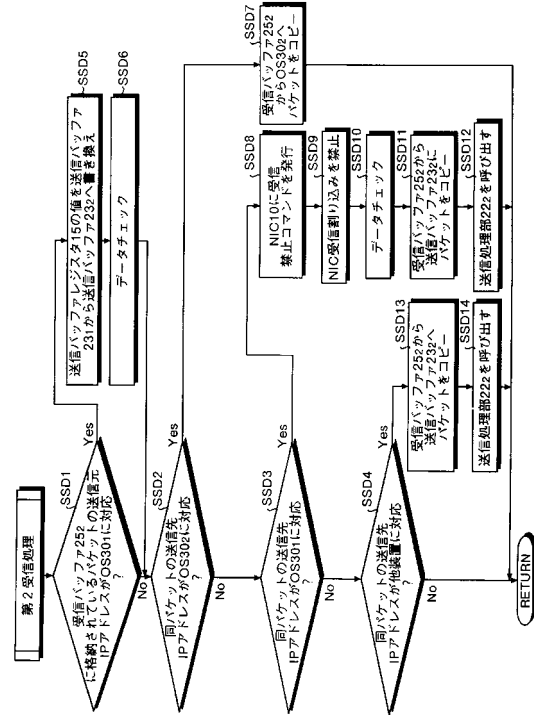 第2受信処理
SSD1
受信バッファ252
に格納されているパケットの送信元
IPアドレスがOS301に対応
?
Yes
No
SSD5
送信バッファレジスタ15の値を送信バッファ
231から送信バッファ232へ書き換え
SSD6
データチェック
SSD2
同パケットの送信先
IPアドレスがOS302に対応
?
Yes
No
SSD7
受信バッファ252
からOS302へ
パケットをコピー
SSD3
同パケットの送信先
IPアドレスがOS301に対応
?
Yes
No
SSD8
NIC10に受信
禁止コマンドを発行
SSD9
NIC受信割り込みを禁止
SSD10
データチェック
SSD11
受信バッファ252から
送信バッファ232に
パケットをコピー
SSD12
送信処理部222を呼び出す
SSD4
同パケットの送信先
IPアドレスが他装置に対応
?
Yes
No
SSD13
受信バッファ252から
送信バッファ232へ
パケットをコピー
SSD14
送信処理部222を呼び出す
RETURN